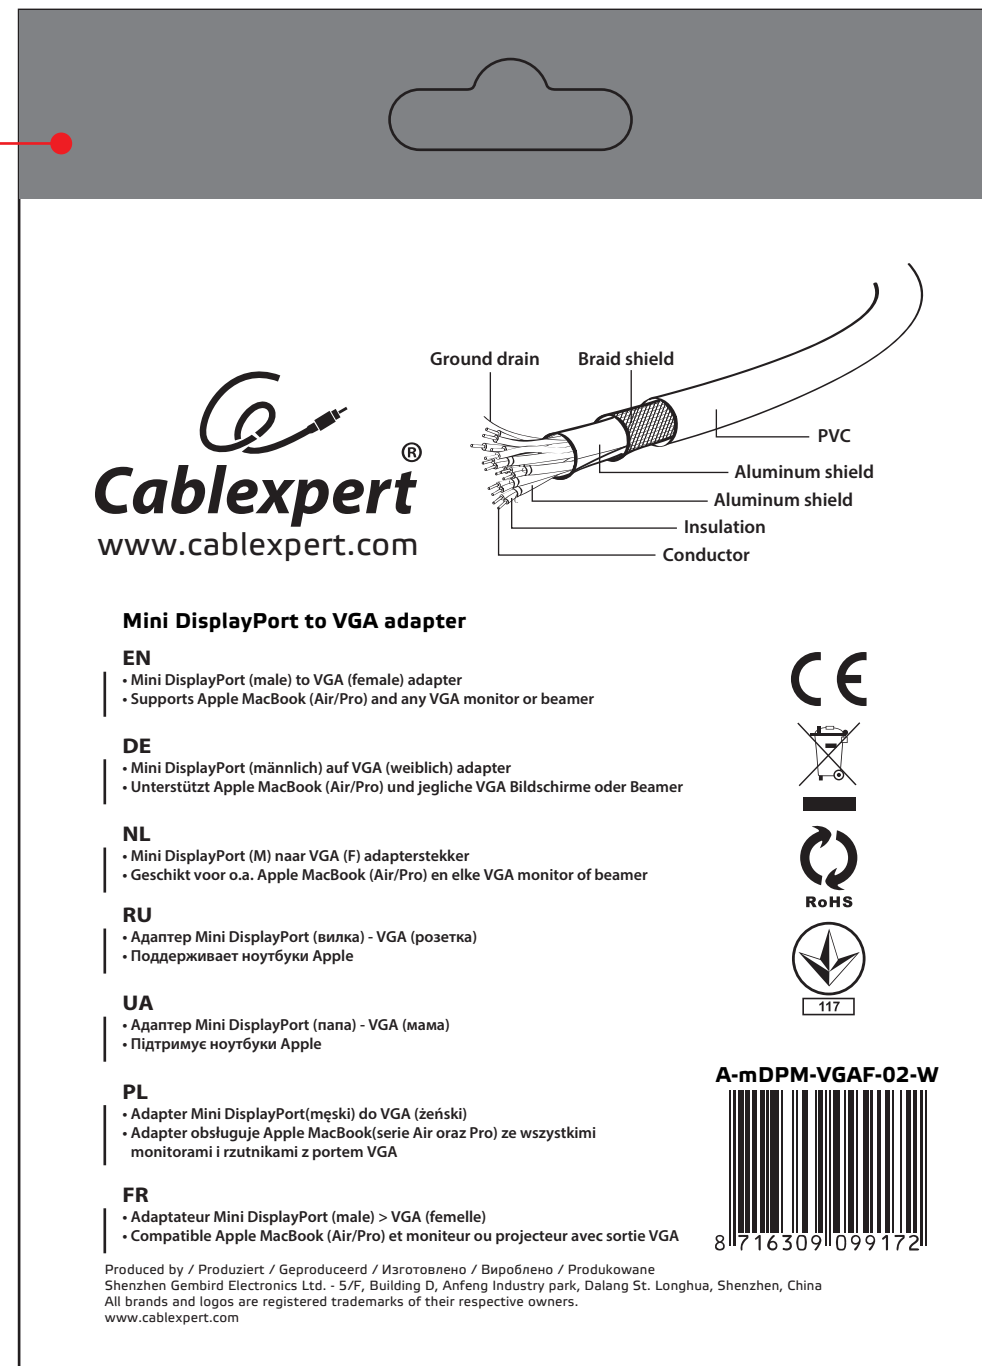 Ground drain
Braid shield
PVC
Aluminum shield
Aluminum shield
Insulation
Conductor
Cablexpert®
www.cablexpert.com
Mini DisplayPort to VGA adapter
EN
• Mini DisplayPort (male) to VGA (female) adapter
• Supports Apple MacBook (Air/Pro) and any VGA monitor or beamer
DE
• Mini DisplayPort (männlich) auf VGA (weiblich) adapter
• Unterstützt Apple MacBook (Air/Pro) und jegliche VGA Bildschirme oder Beamer
NL
• Mini DisplayPort (M) naar VGA (F) adapterstekker
• Geschikt voor o.a. Apple MacBook (Air/Pro) en elke VGA monitor of beamer
RU
• Адаптер Mini DisplayPort (вилка) - VGA (розетка)
• Поддерживает ноутбуки Apple
UA
• Адаптер Mini DisplayPort (папа) - VGA (мама)
• Підтримує ноутбуки Apple
PL
• Adapter Mini DisplayPort(męski) do VGA (żeński)
• Adapter obsługuje Apple MacBook(serie Air oraz Pro) ze wszystkimi
monitorami i rzutnikami z portem VGA
FR
• Adaptateur Mini DisplayPort (male) > VGA (femelle)
• Compatible Apple MacBook (Air/Pro) et moniteur ou projecteur avec sortie VGA
CE
RoHS
117
A-mDPM-VGAF-02-W
8 716309 099172
Produced by / Produziert / Geproduceerd / Изготовлено / Вироблено / Produkowane
Shenzhen Gembird Electronics Ltd. - 5/F, Building D, Anfeng Industry park, Dalang St. Longhua, Shenzhen, China
All brands and logos are registered trademarks of their respective owners.
www.cablexpert.com